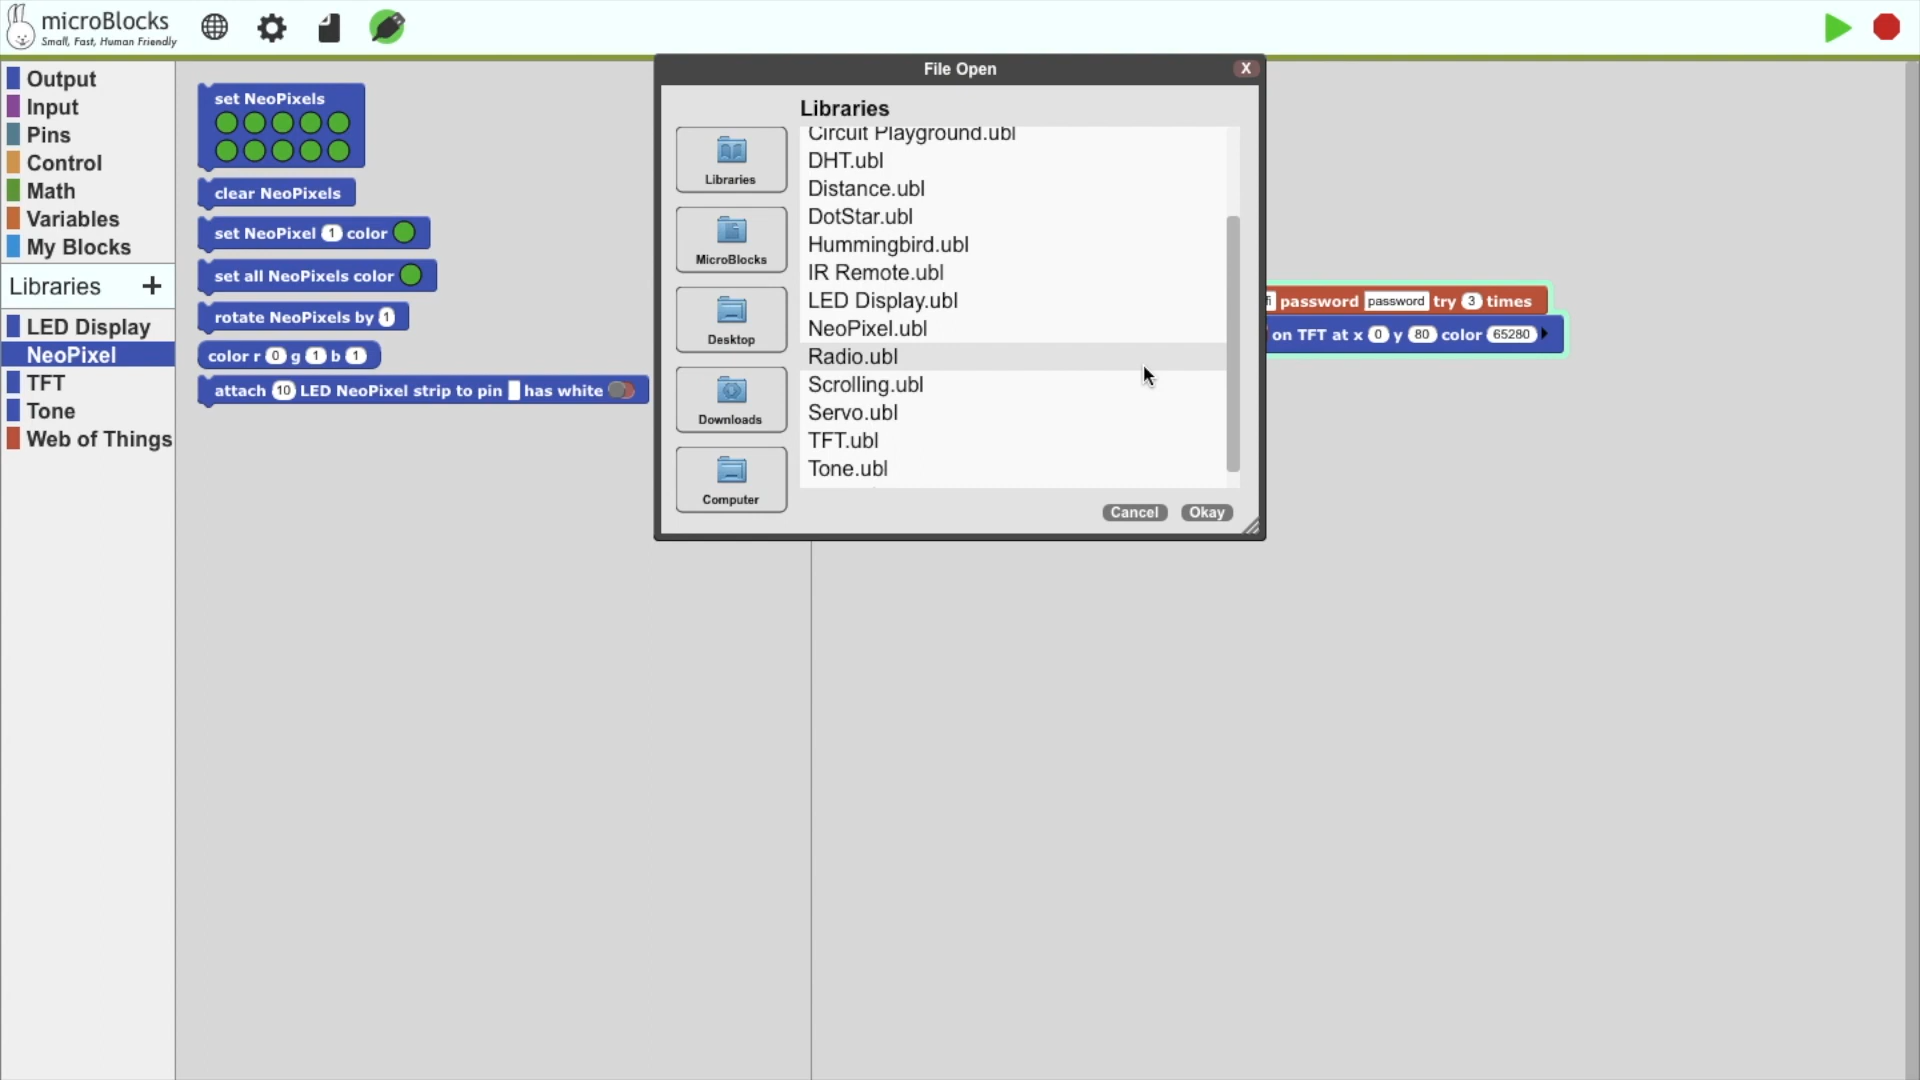 microBlocks
Small, Fast, Human Friendly
File Open
X
Output
Input
Pins
Control
Math
Variables
My Blocks
Libraries +
LED Display
NeoPixel
TFT
Tone
Web of Things
set NeoPixels
clear NeoPixels
set NeoPixel 1 color
set all NeoPixels color
rotate NeoPixels by 1
color r 0 g 1 b 1
attach 10 LED NeoPixel strip to pin has white
Libraries
MicroBlocks
Desktop
Downloads
Computer
Libraries
Circuit Playground.ubl
DHT.ubl
Distance.ubl
DotStar.ubl
Hummingbird.ubl
IR Remote.ubl
LED Display.ubl
NeoPixel.ubl
Radio.ubl
Scrolling.ubl
Servo.ubl
TFT.ubl
Tone.ubl
Cancel Okay
password password try 3 times
on TFT at x 0 y 80 color 65280